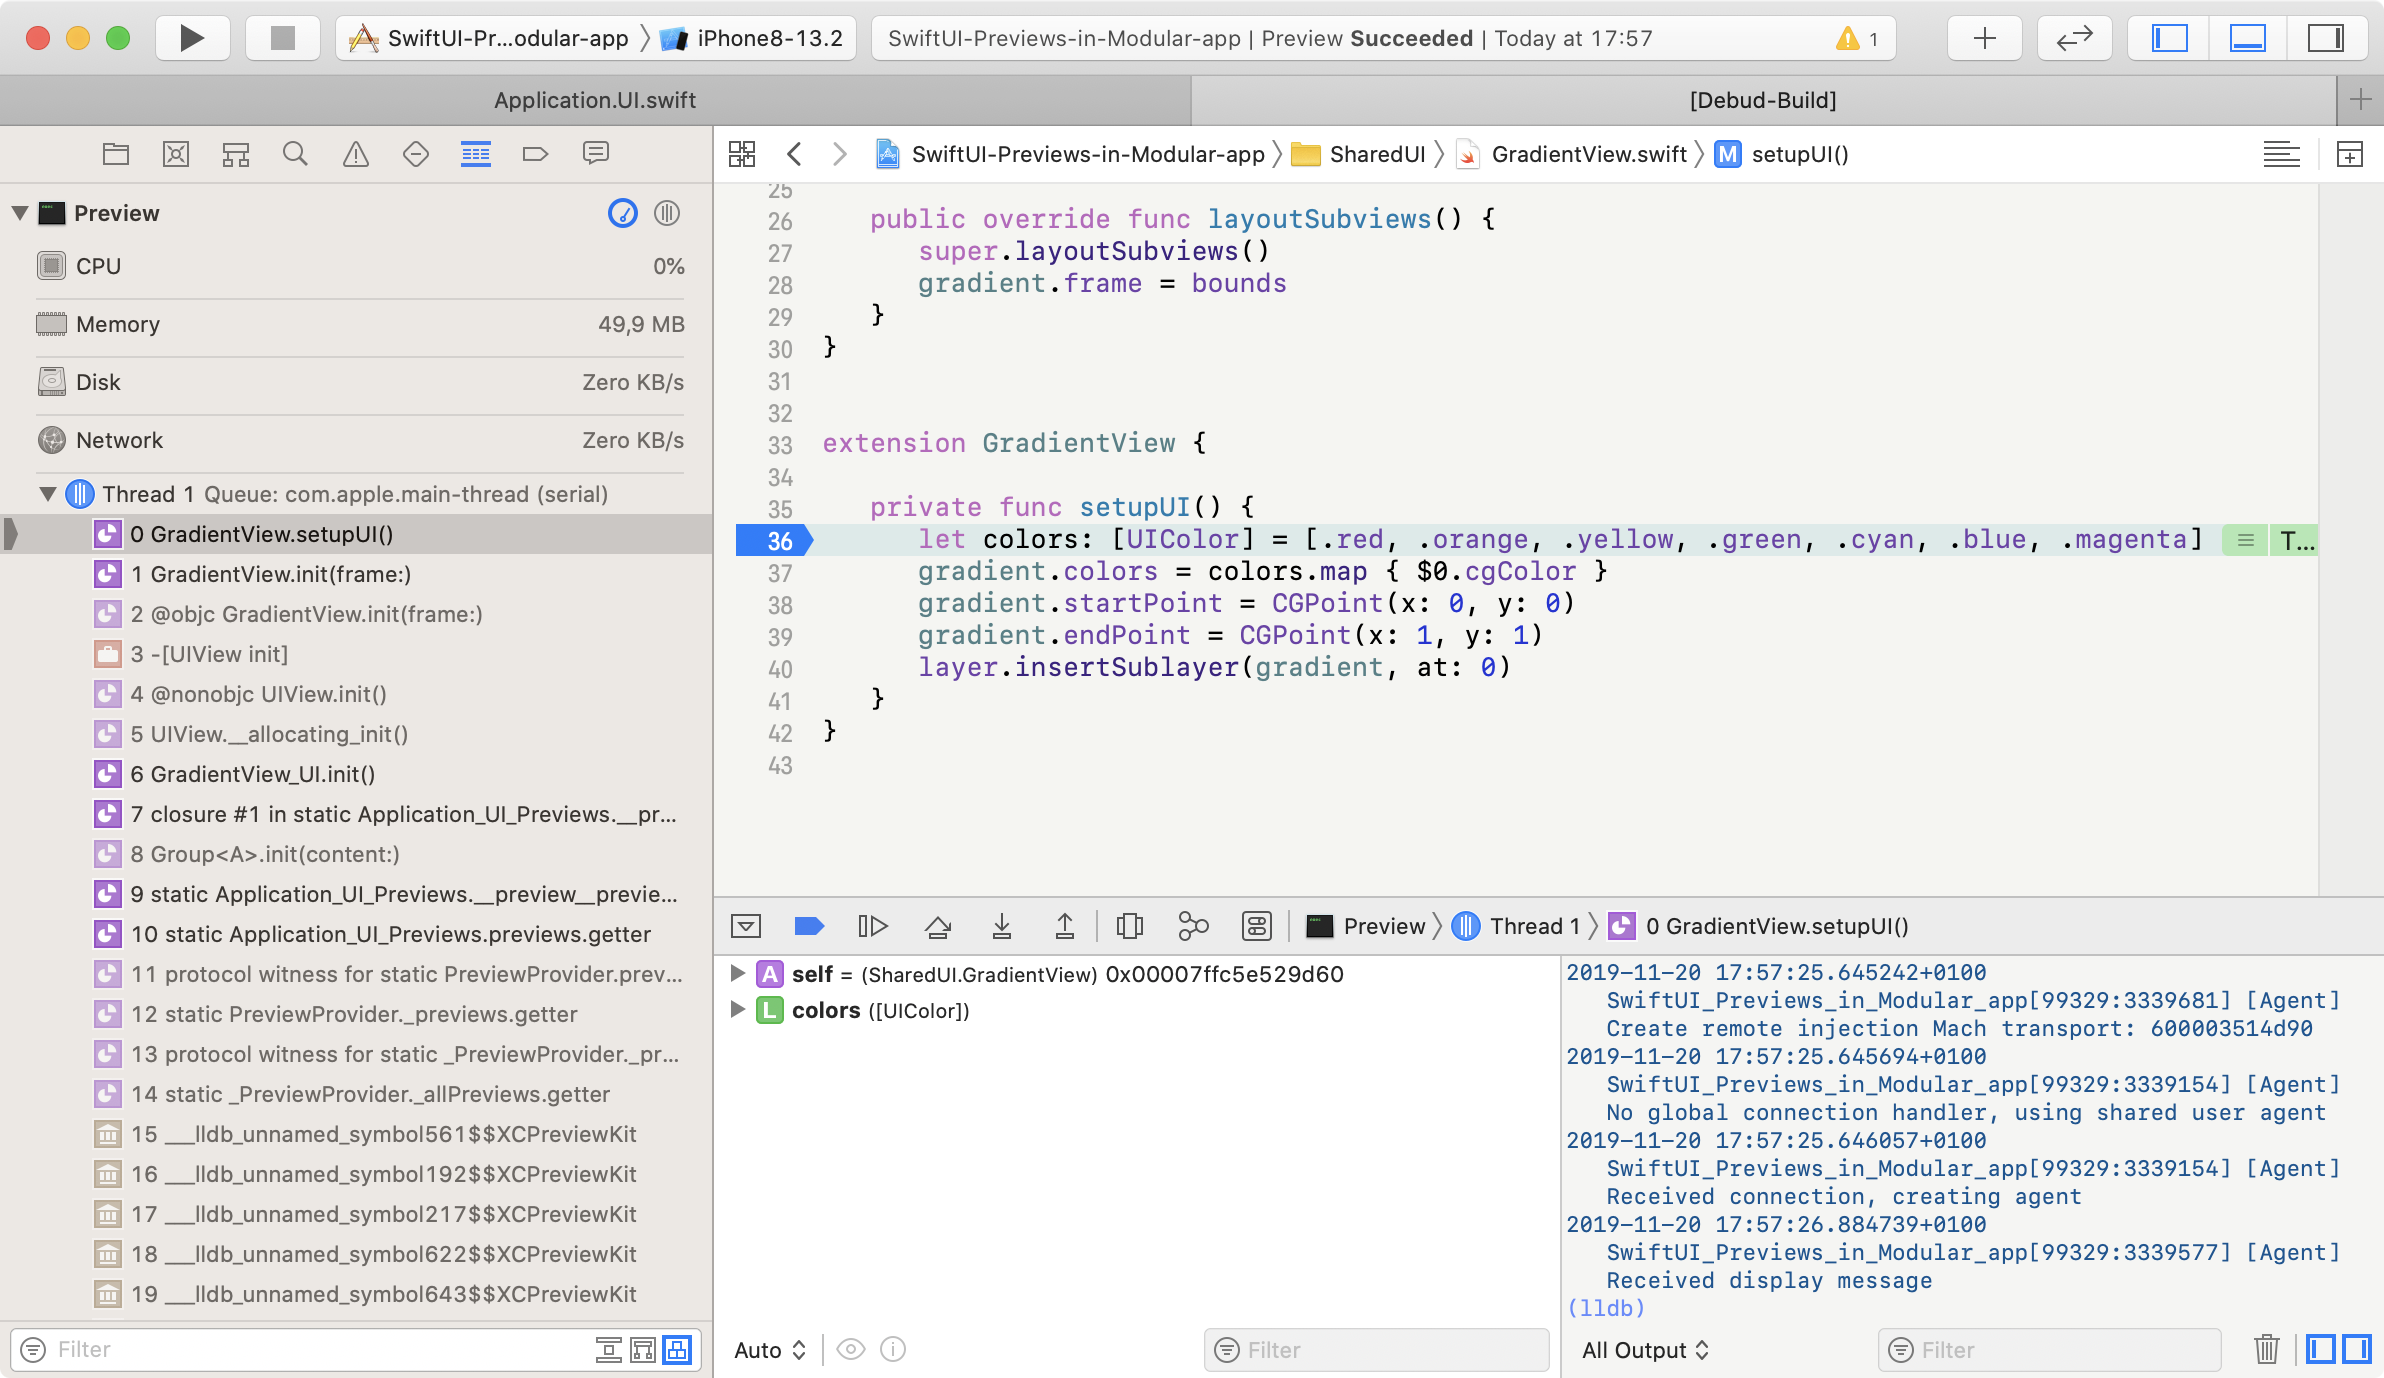 SwiftUI-Pr...odular-app 〉 iPhone8-13.2
SwiftUI-Previews-in-Modular-app | Preview Succeeded | Today at 17:57
1
Application.UI.swift
[Debud-Build]
SwiftUI-Previews-in-Modular-app 〉 SharedUI 〉 GradientView.swift 〉 M setupUI()
Preview
CPU 0%
Memory 49,9 MB
Disk Zero KB/s
Network Zero KB/s
Thread 1 Queue: com.apple.main-thread (serial)
0 GradientView.setupUI()
1 GradientView.init(frame:)
2 @objc GradientView.init(frame:)
3 -[UIView init]
4 @nonobjc UIView.init()
5 UIView.__allocating_init()
6 GradientView_UI.init()
7 closure #1 in static Application_UI_Previews.__pr...
8 Group<A>.init(content:)
9 static Application_UI_Previews.__preview__previe...
10 static Application_UI_Previews.previews.getter
11 protocol witness for static PreviewProvider.prev...
12 static PreviewProvider._previews.getter
13 protocol witness for static _PreviewProvider._pr...
14 static _PreviewProvider._allPreviews.getter
15 ___lldb_unnamed_symbol561$$XCPreviewKit
16 ___lldb_unnamed_symbol192$$XCPreviewKit
17 ___lldb_unnamed_symbol217$$XCPreviewKit
18 ___lldb_unnamed_symbol622$$XCPreviewKit
19 ___lldb_unnamed_symbol643$$XCPreviewKit
Filter
25
26 public override func layoutSubviews() {
27 super.layoutSubviews()
28 gradient.frame = bounds
29 }
30 }
31
32
33 extension GradientView {
34
35 private func setupUI() {
36 let colors: [UIColor] = [.red, .orange, .yellow, .green, .cyan, .blue, .magenta] T...
37 gradient.colors = colors.map { $0.cgColor }
38 gradient.startPoint = CGPoint(x: 0, y: 0)
39 gradient.endPoint = CGPoint(x: 1, y: 1)
40 layer.insertSublayer(gradient, at: 0)
41 }
42 }
43
Preview 〉 Thread 1 〉 0 GradientView.setupUI()
A self = (SharedUI.GradientView) 0x00007ffc5e529d60
L colors ([UIColor])
Auto
Filter
2019-11-20 17:57:25.645242+0100
SwiftUI_Previews_in_Modular_app[99329:3339681] [Agent]
Create remote injection Mach transport: 600003514d90
2019-11-20 17:57:25.645694+0100
SwiftUI_Previews_in_Modular_app[99329:3339154] [Agent]
No global connection handler, using shared user agent
2019-11-20 17:57:25.646057+0100
SwiftUI_Previews_in_Modular_app[99329:3339154] [Agent]
Received connection, creating agent
2019-11-20 17:57:26.884739+0100
SwiftUI_Previews_in_Modular_app[99329:3339577] [Agent]
Received display message
(lldb)
All Output
Filter